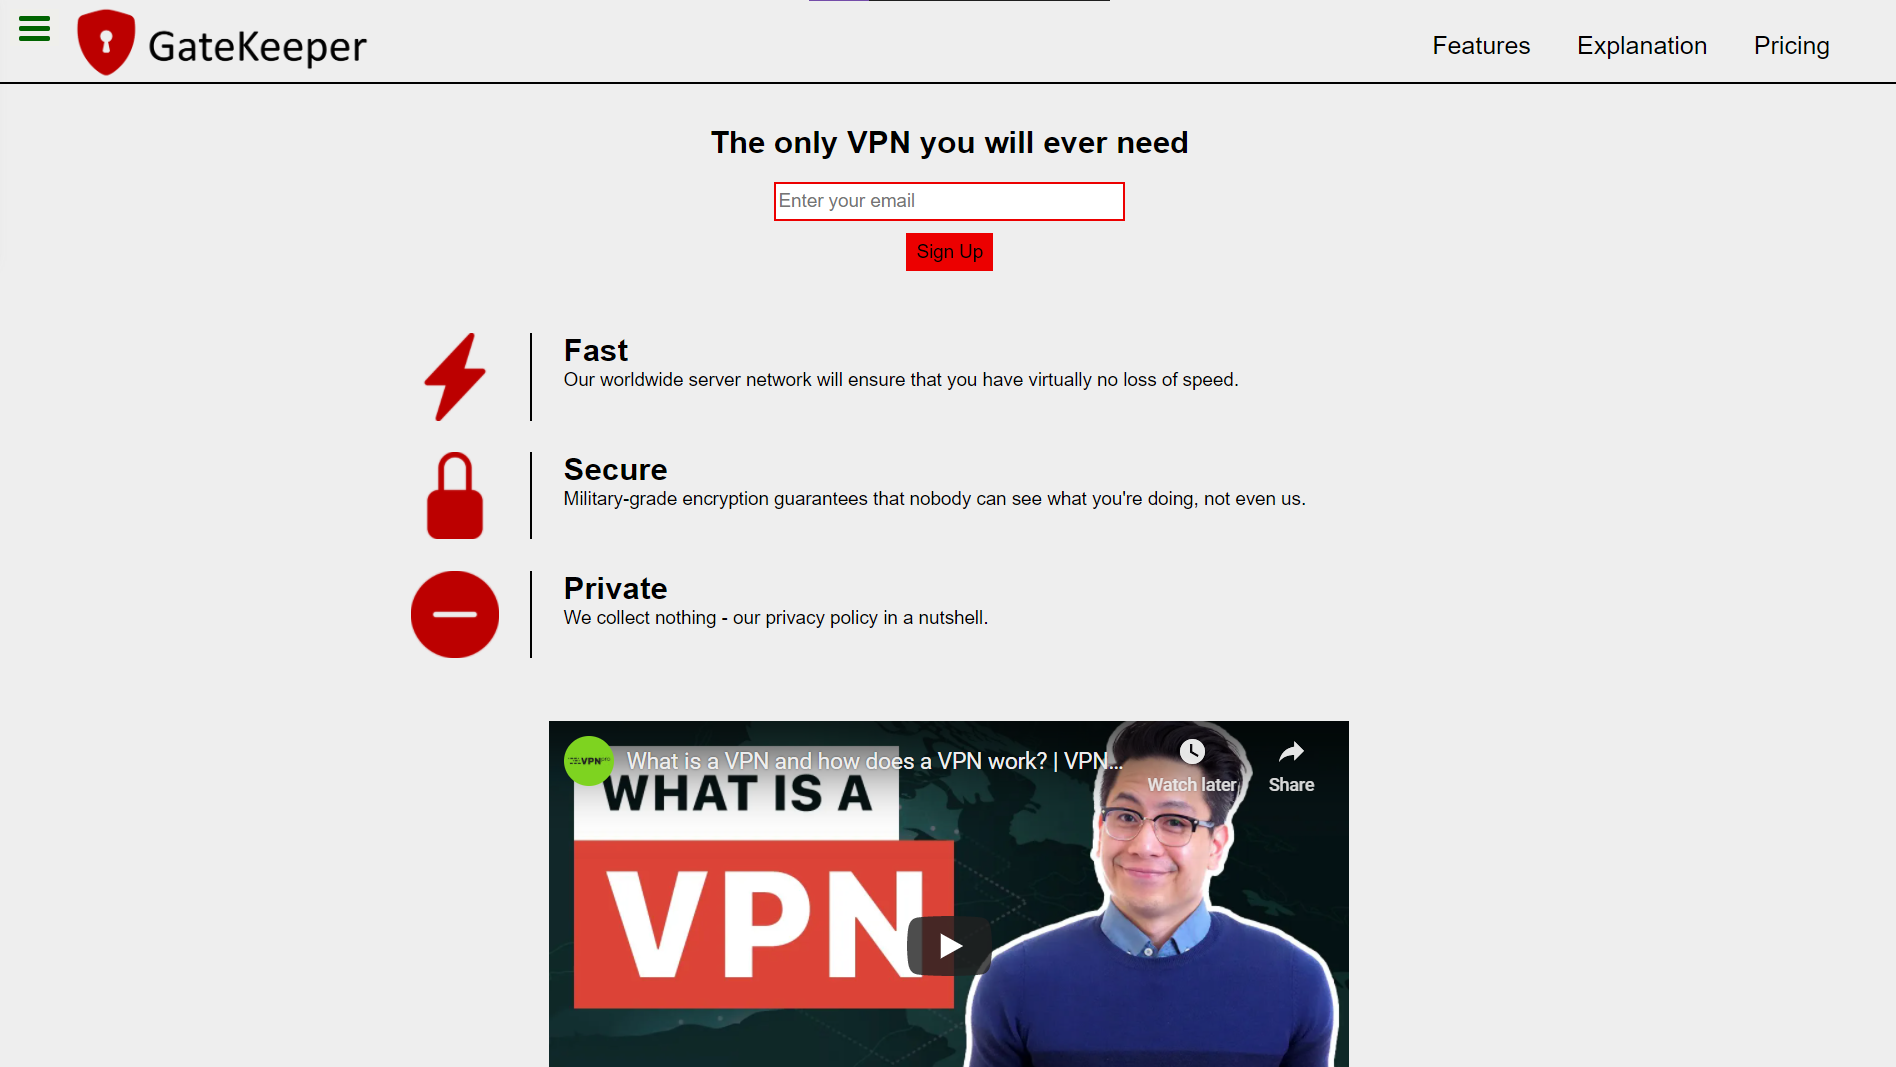 GateKeeper
Features
Explanation
Pricing
The only VPN you will ever need
Enter your email
Sign Up
Fast
Our worldwide server network will ensure that you have virtually no loss of speed.
Secure
Military-grade encryption guarantees that nobody can see what you're doing, not even us.
Private
We collect nothing - our privacy policy in a nutshell.
What is a VPN and how does a VPN work? | VPN...
Watch later
Share
WHAT IS A
VPN